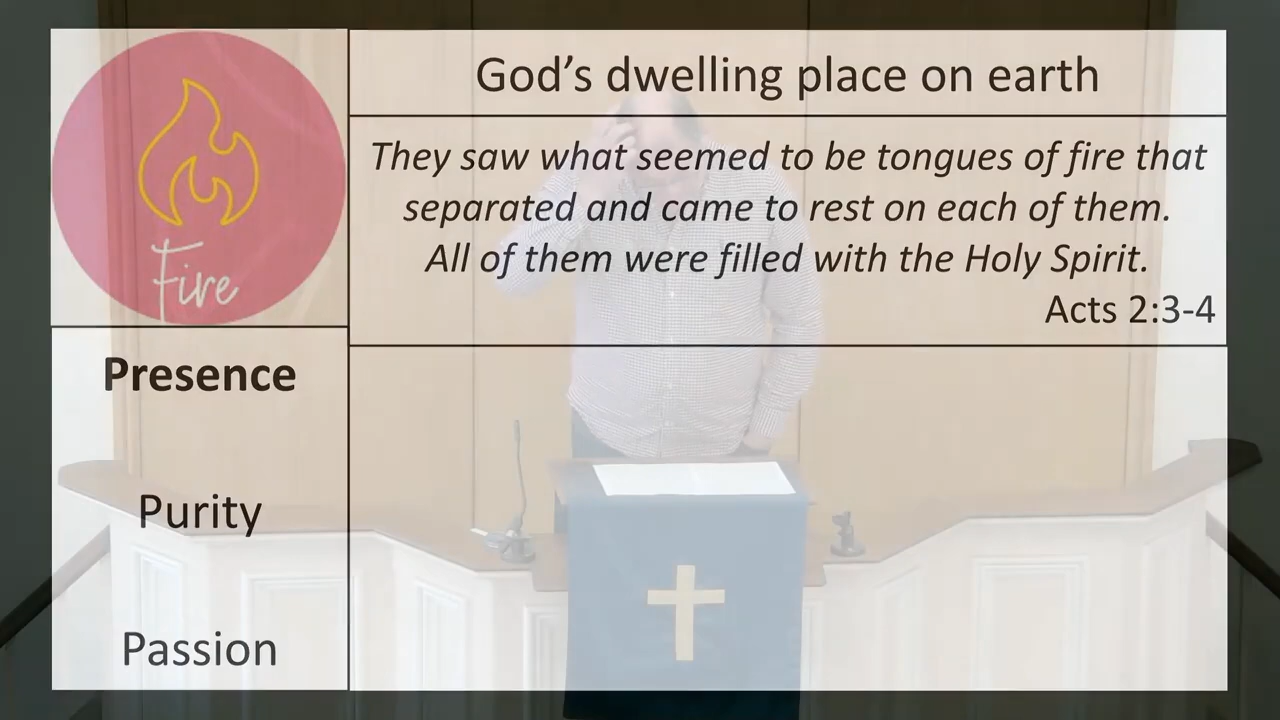 God’s dwelling place on earth
They saw what seemed to be tongues of fire that
separated and came to rest on each of them.
All of them were filled with the Holy Spirit.
Acts 2:3-4
Fire
Presence
Purity
Passion